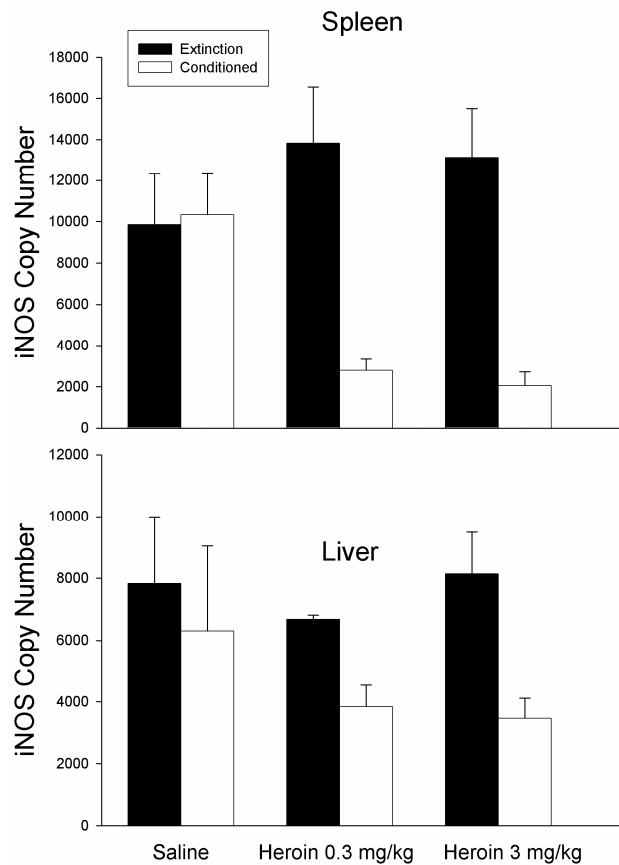 Spleen
Extinction
Conditioned
iNOS Copy Number
18000
16000
14000
12000
10000
8000
6000
4000
2000
0
Liver
iNOS Copy Number
12000
10000
8000
6000
4000
2000
0
Saline Heroin 0.3 mg/kg Heroin 3 mg/kg